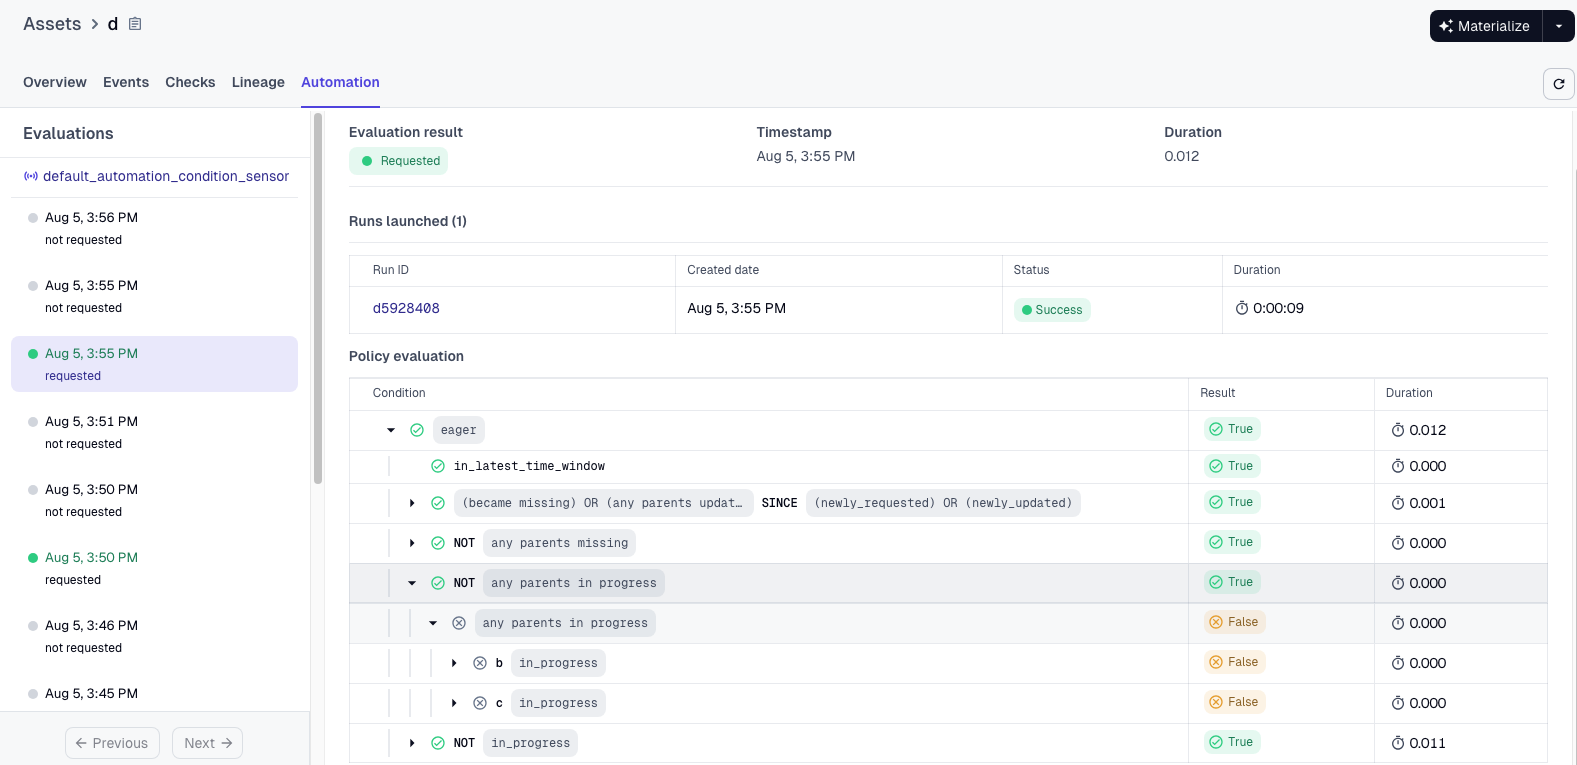 Assets > d
Materialize
Overview Events Checks Lineage Automation
Evaluations
default_automation_condition_sensor
Aug 5, 3:56 PM
not requested
Aug 5, 3:55 PM
not requested
Aug 5, 3:55 PM
requested
Aug 5, 3:51 PM
not requested
Aug 5, 3:50 PM
not requested
Aug 5, 3:50 PM
requested
Aug 5, 3:46 PM
not requested
Aug 5, 3:45 PM
← Previous Next →
Evaluation result Timestamp Duration
Requested Aug 5, 3:55 PM 0.012
Runs launched (1)
Run ID Created date Status Duration
d5928408 Aug 5, 3:55 PM Success 0:00:09
Policy evaluation
Condition Result Duration
eager True 0.012
in_latest_time_window True 0.000
(became missing) OR (any parents updat… SINCE (newly_requested) OR (newly_updated) True 0.001
NOT any parents missing True 0.000
NOT any parents in progress True 0.000
any parents in progress False 0.000
b in_progress False 0.000
c in_progress False 0.000
NOT in_progress True 0.011